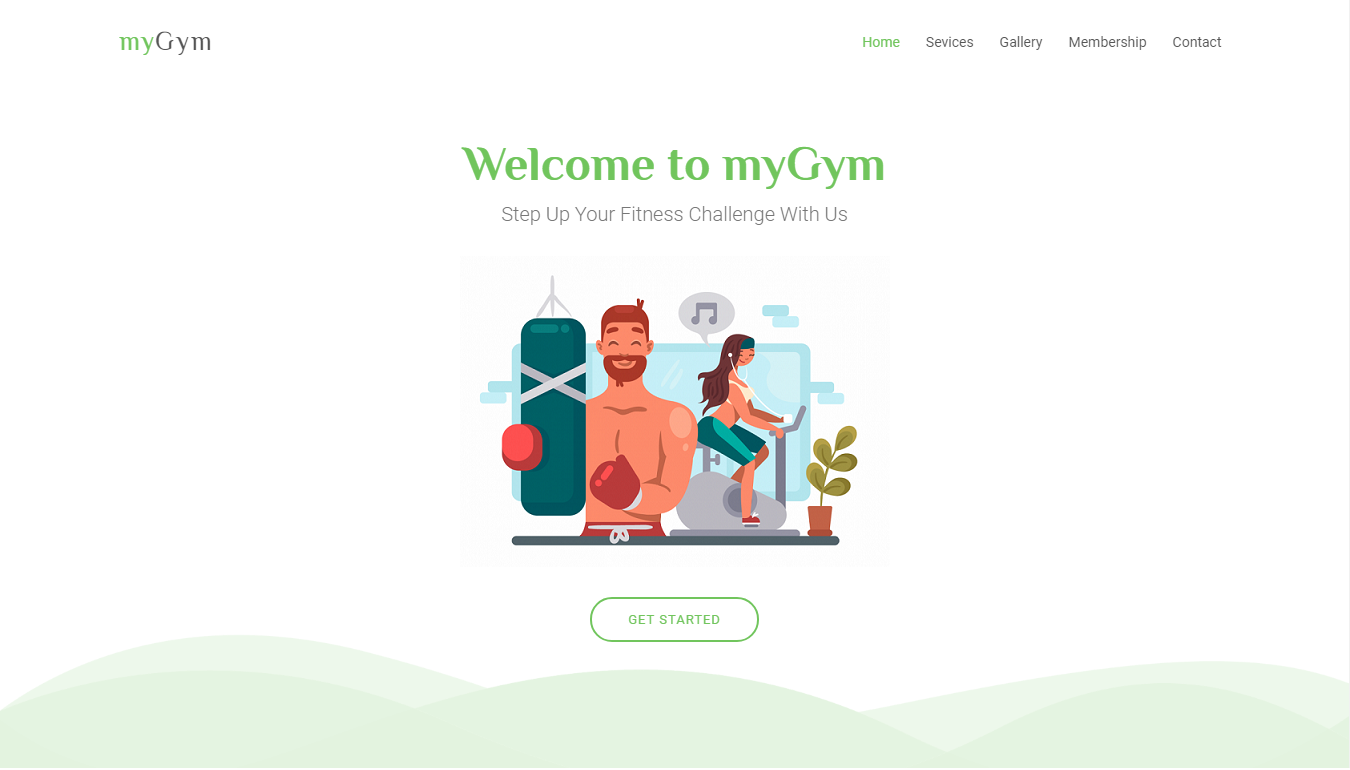 myGym
Home Sevices Gallery Membership Contact
Welcome to myGym
Step Up Your Fitness Challenge With Us
GET STARTED